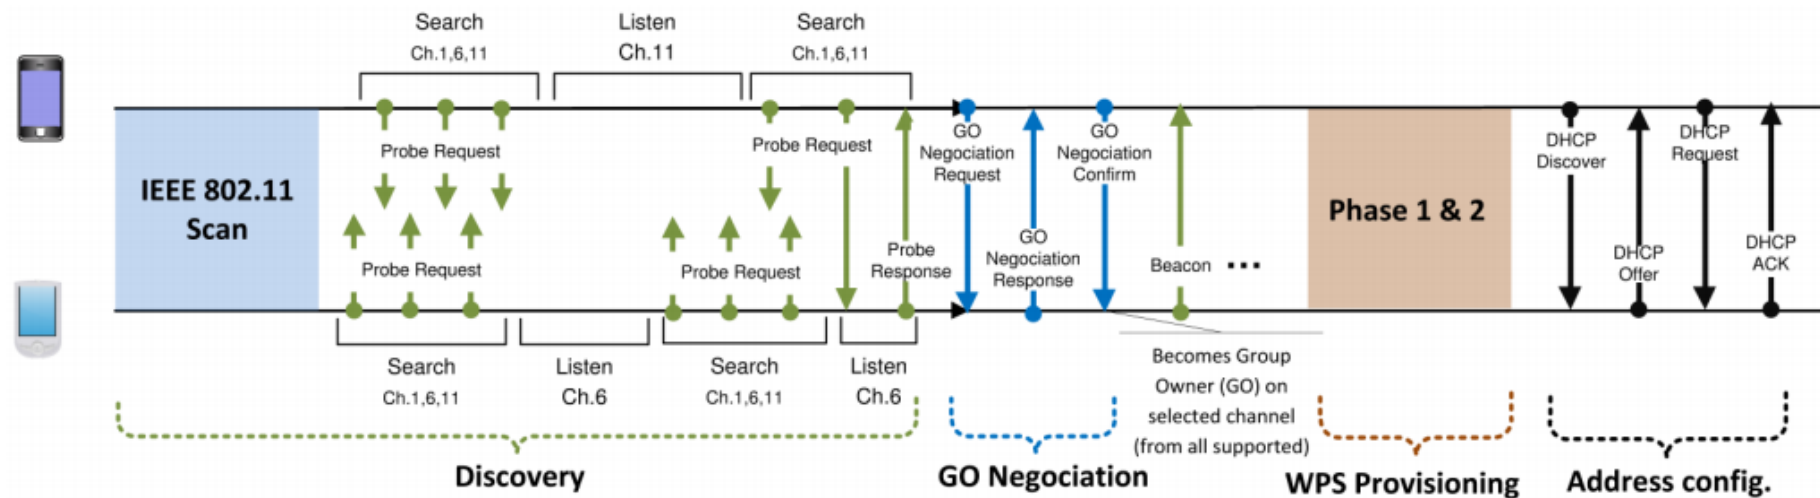 Search
Ch.1,6,11
Listen
Ch.11
Search
Ch.1,6,11
IEEE 802.11
Scan
Probe Request
Probe Request
Probe Request
Probe Request
Probe
Response
GO
Negociation
Request
GO
Negociation
Response
GO
Negociation
Confirm
Beacon ...
Phase 1 & 2
DHCP
Discover
DHCP
Offer
DHCP
Request
DHCP
ACK
Search
Ch.1,6,11
Listen
Ch.6
Search
Ch.1,6,11
Listen
Ch.6
Becomes Group
Owner (GO) on
selected channel
(from all supported)
Discovery
GO Negociation
WPS Provisioning
Address config.